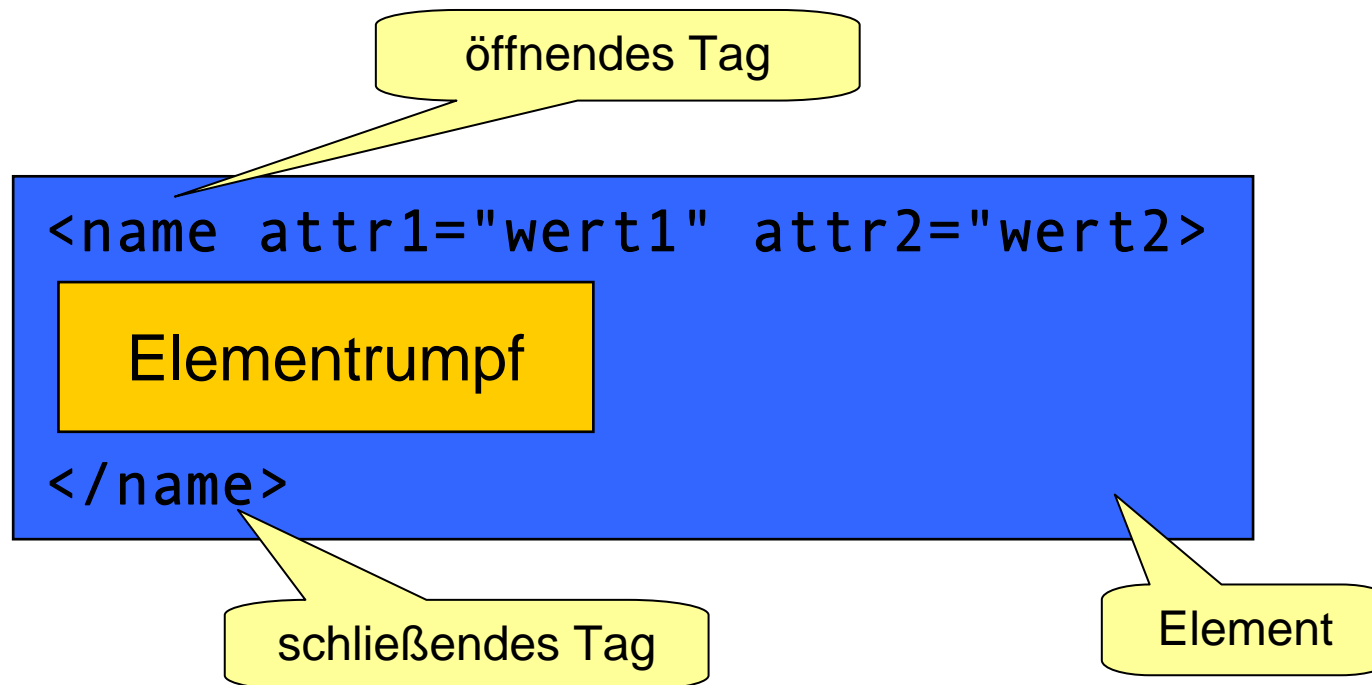 öffnendes Tag
<name attr1="wert1" attr2="wert2>
Elementrumpf
</name>
schließendes Tag
Element